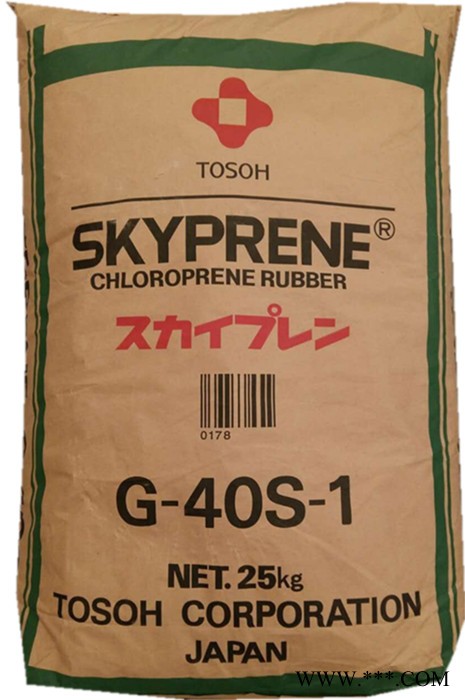 TOSOH
SKYPRENE®
CHLOROPRENE RUBBER
スカイプレン
0178
G-40S-1
NET. 25kg
TOSOH CORPORATION
JAPAN
WWW.***.COM